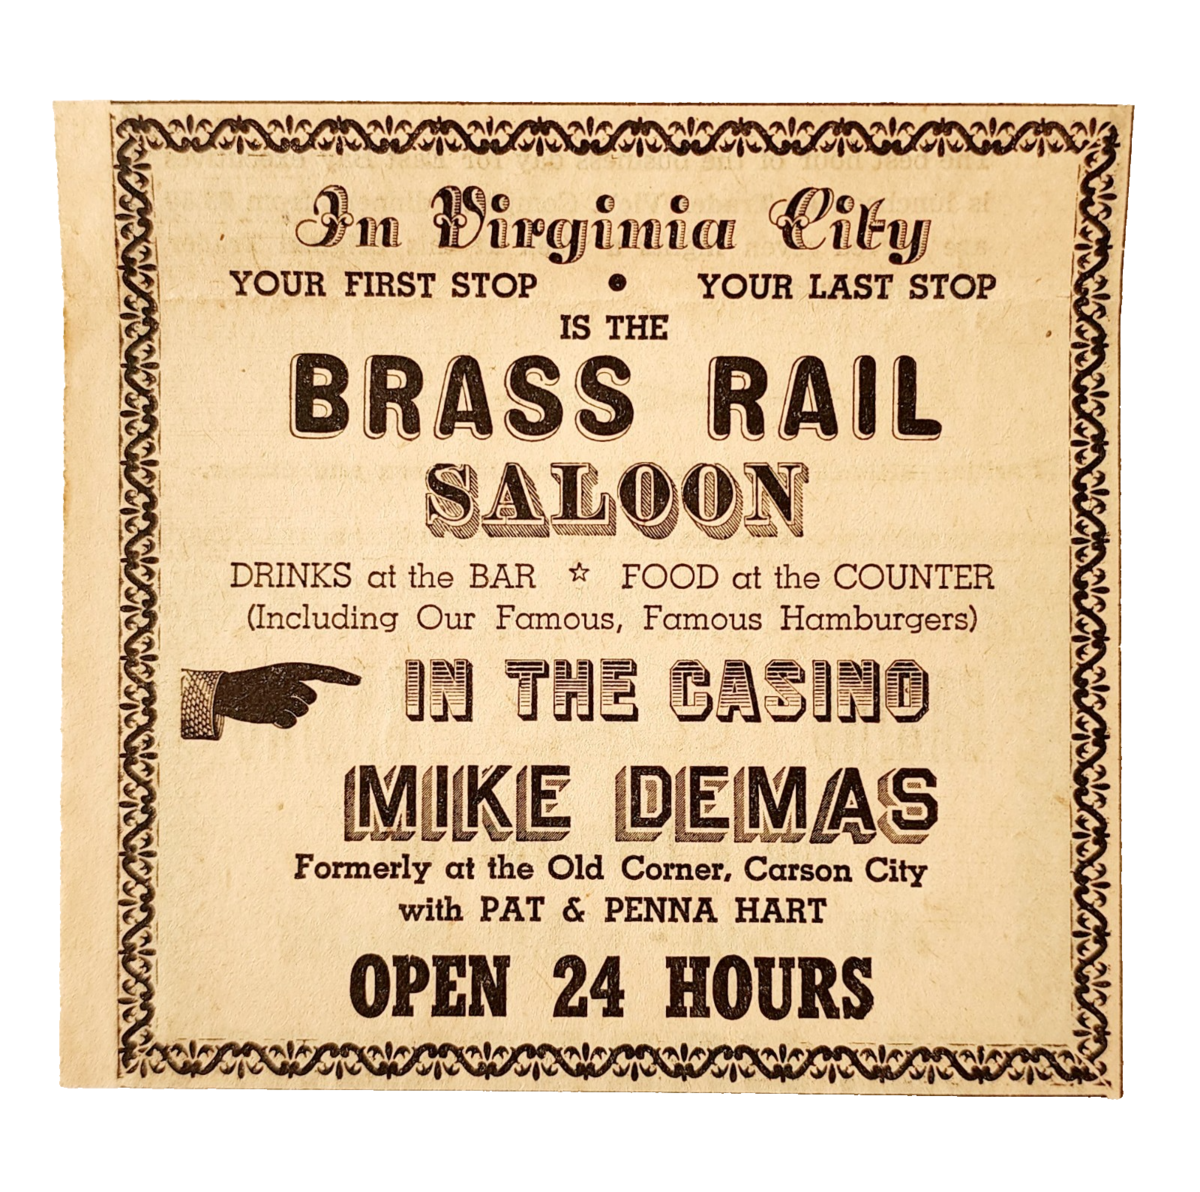 In Virginia City
YOUR FIRST STOP • YOUR LAST STOP
IS THE
BRASS RAIL
SALOON
DRINKS at the BAR ☆ FOOD at the COUNTER
(Including Our Famous, Famous Hamburgers)
IN THE CASINO
MIKE DEMAS
Formerly at the Old Corner, Carson City
with PAT & PENNA HART
OPEN 24 HOURS